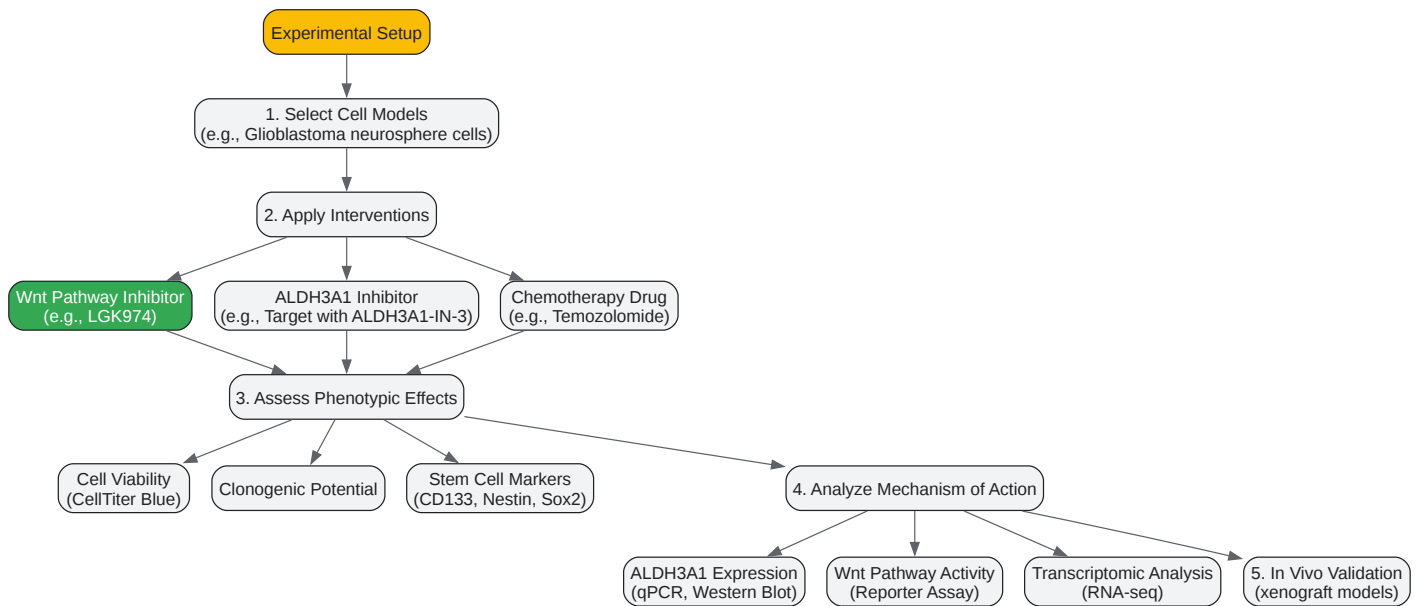 Experimental Setup
1. Select Cell Models
(e.g., Glioblastoma neurosphere cells)
2. Apply Interventions
Wnt Pathway Inhibitor
(e.g., LGK974)
ALDH3A1 Inhibitor
(e.g., Target with ALDH3A1-IN-3)
Chemotherapy Drug
(e.g., Temozolomide)
3. Assess Phenotypic Effects
Cell Viability
(CellTiter Blue)
Clonogenic Potential
Stem Cell Markers
(CD133, Nestin, Sox2)
4. Analyze Mechanism of Action
ALDH3A1 Expression
(qPCR, Western Blot)
Wnt Pathway Activity
(Reporter Assay)
Transcriptomic Analysis
(RNA-seq)
5. In Vivo Validation
(xenograft models)